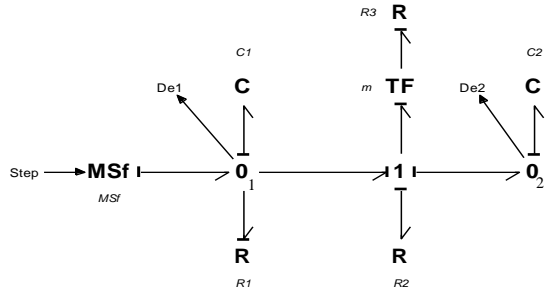 R3 R
C1 C2
De1 C m TF De2 C
Step MSf 0 1 1 0 2
MSf
R R
R1 R2